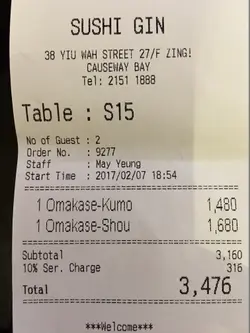 SUSHI GIN
38 YIU WAH STREET 27/F ZING!
CAUSEWAY BAY
Tel: 2151 1888
Table : S15
No of Guest : 2
Order No. : 9277
Staff : May Yeung
Start Time : 2017/02/07 18:54
1 Omakase-Kumo 1,480
1 Omakase-Shou 1,680
Subtotal 3,160
10% Ser. Charge 316
Total 3,476
***Welcome***